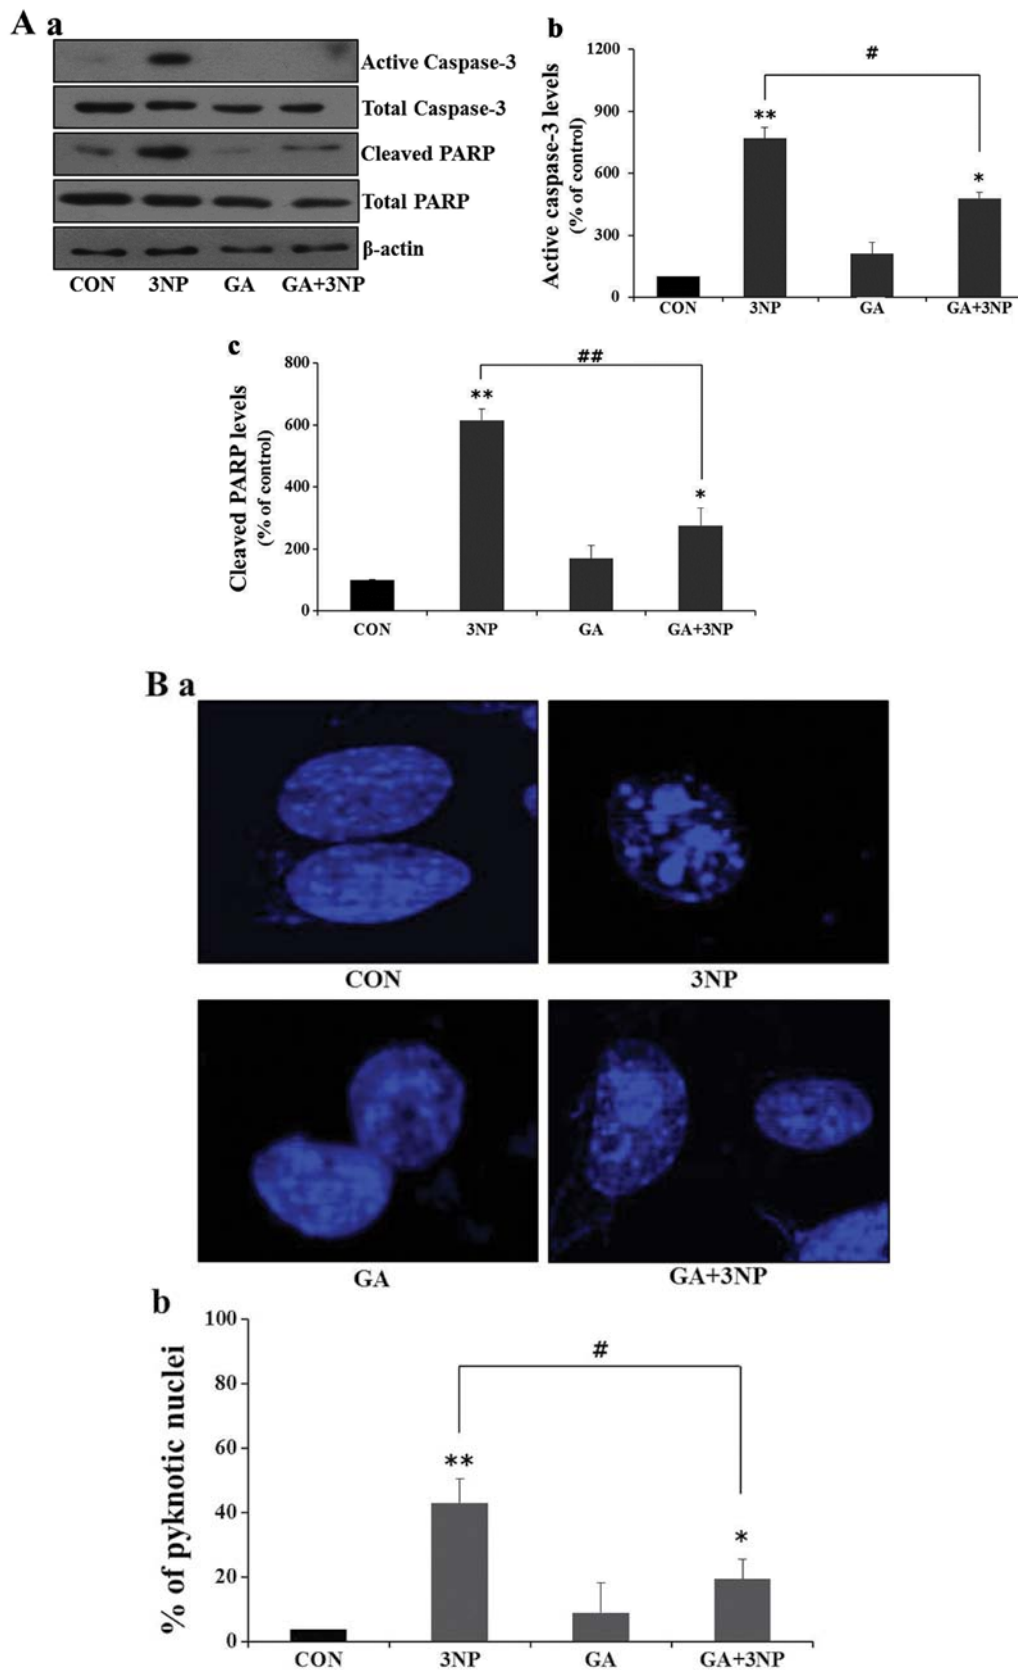 A a
Active Caspase-3
Total Caspase-3
Cleaved PARP
Total PARP
β-actin
CON 3NP GA GA+3NP
b
Active caspase-3 levels
(% of control)
1200
900
600
300
0
#
**
*
CON 3NP GA GA+3NP
c
Cleaved PARP levels
(% of control)
800
600
400
200
0
##
**
*
CON 3NP GA GA+3NP
B a
CON 3NP
GA GA+3NP
b
% of pyknotic nuclei
100
80
60
40
20
0
#
**
*
CON 3NP GA GA+3NP